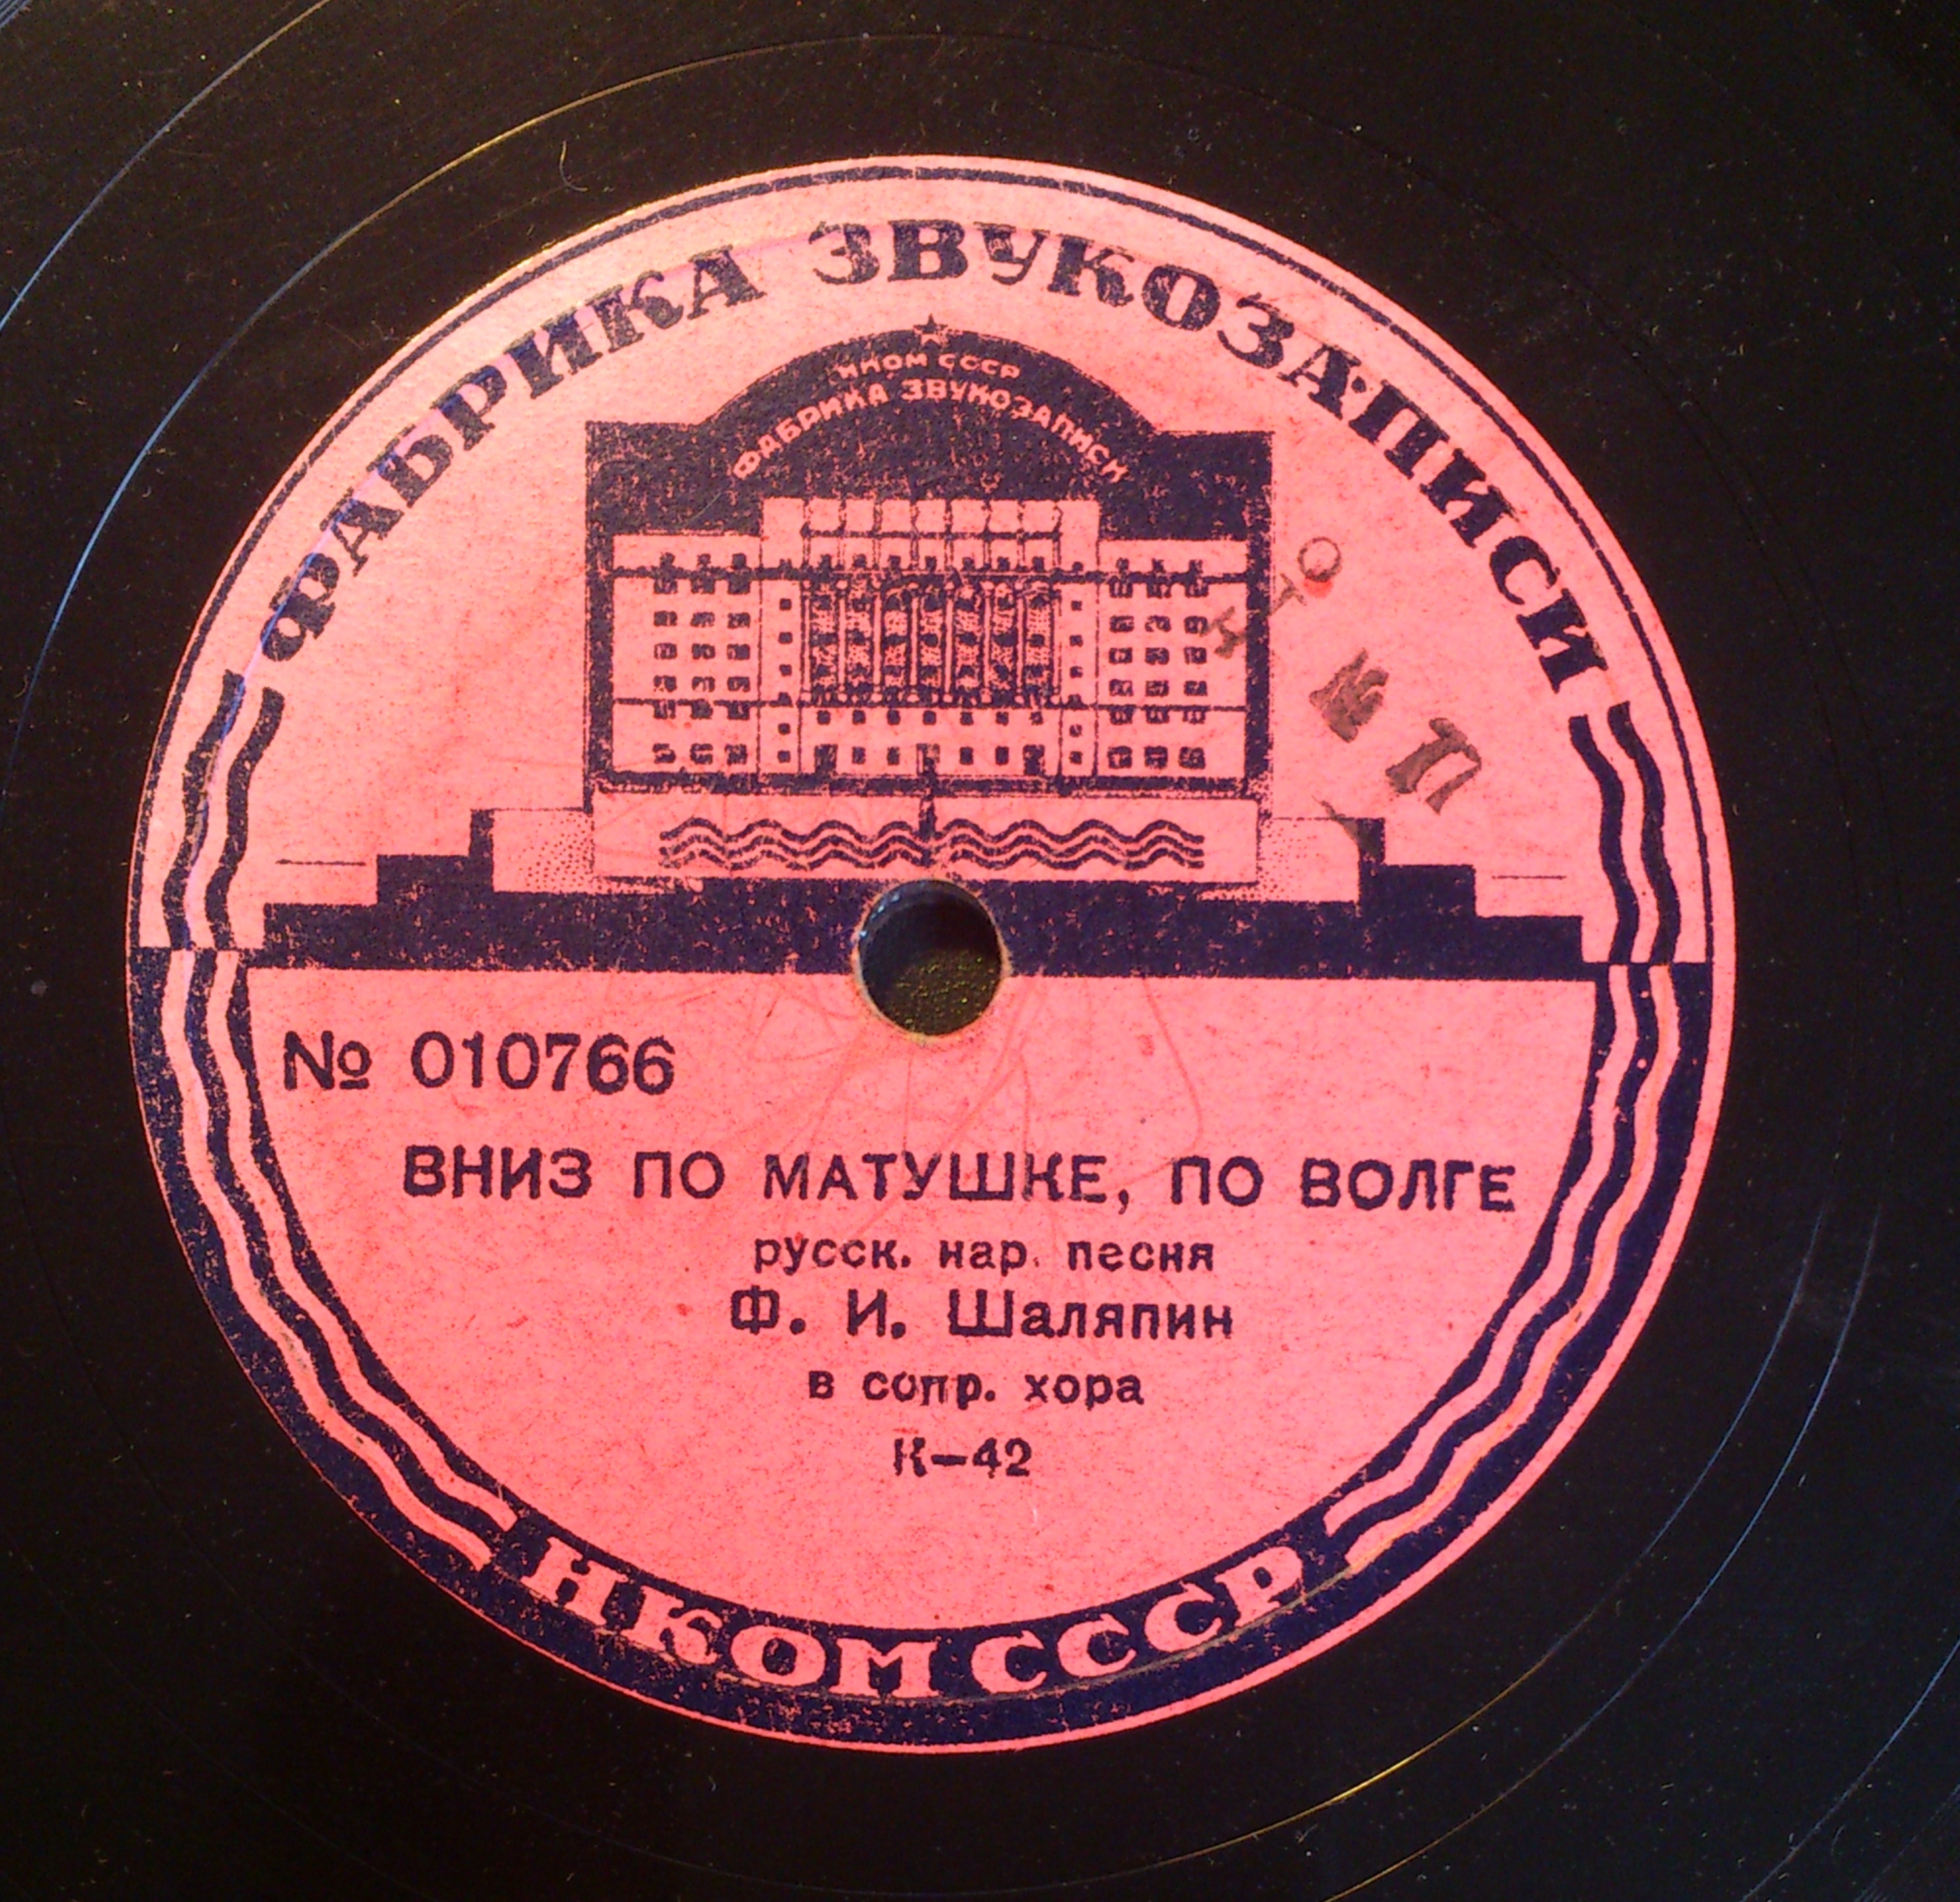 ФАБРИКА ЗВУКОЗАПИСИ
НКОМ СССР
ФАБРИКА ЗВУКОЗАПИСИ
№ 010766
ВНИЗ ПО МАТУШКЕ, ПО ВОЛГЕ
русск. нар. песня
Ф. И. Шаляпин
в сопр. хора
К-42
НКОМ СССР